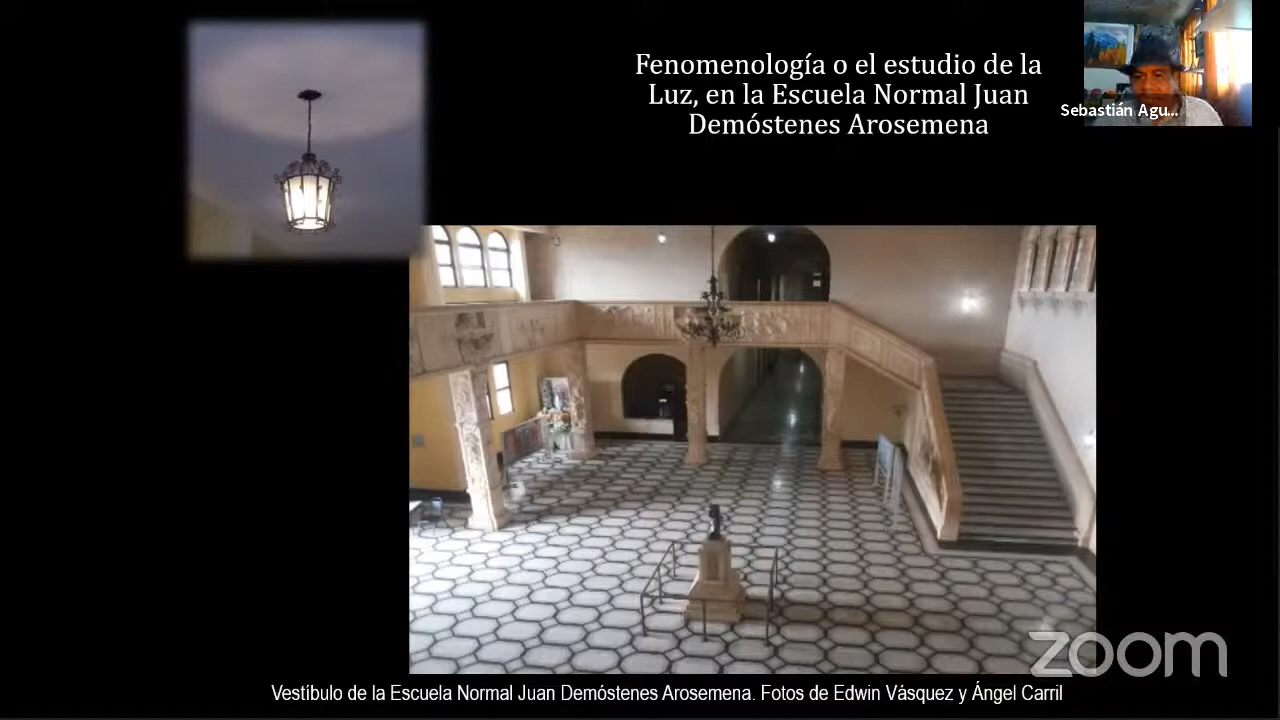 Fenomenología o el estudio de la
Luz, en la Escuela Normal Juan
Demóstenes Arosemena
Sebastián Agu...
zoom
Vestíbulo de la Escuela Normal Juan Demóstenes Arosemena. Fotos de Edwin Vásquez y Ángel Carril